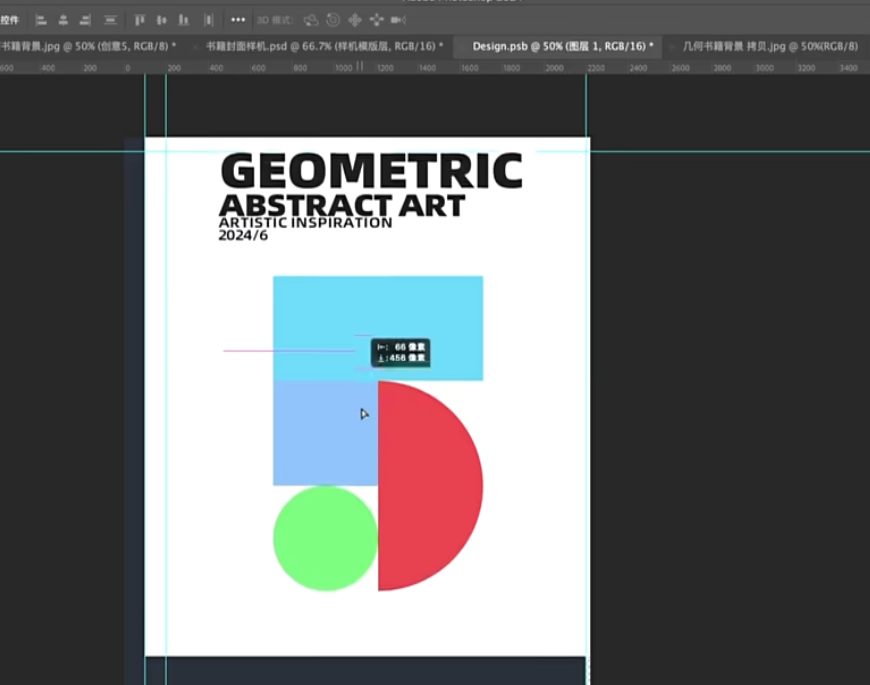 控件
3D 模式:
书籍背景.jpg @ 50% (创意5, RGB/8) *
书籍封面样机.psd @ 66.7% (样机模版层, RGB/16) *
Design.psb @ 50% (图层 1, RGB/16) *
几何书籍背景 拷贝.jpg @ 50%(RGB/8)
600 400 200 0 200 400 600 800 1000 1200 1400 1600 1800 2000 2200 2400 2600 2800 3000 3200 3400
GEOMETRIC
ABSTRACT ART
ARTISTIC INSPIRATION
2024/6
: 66 像素
:456 像素